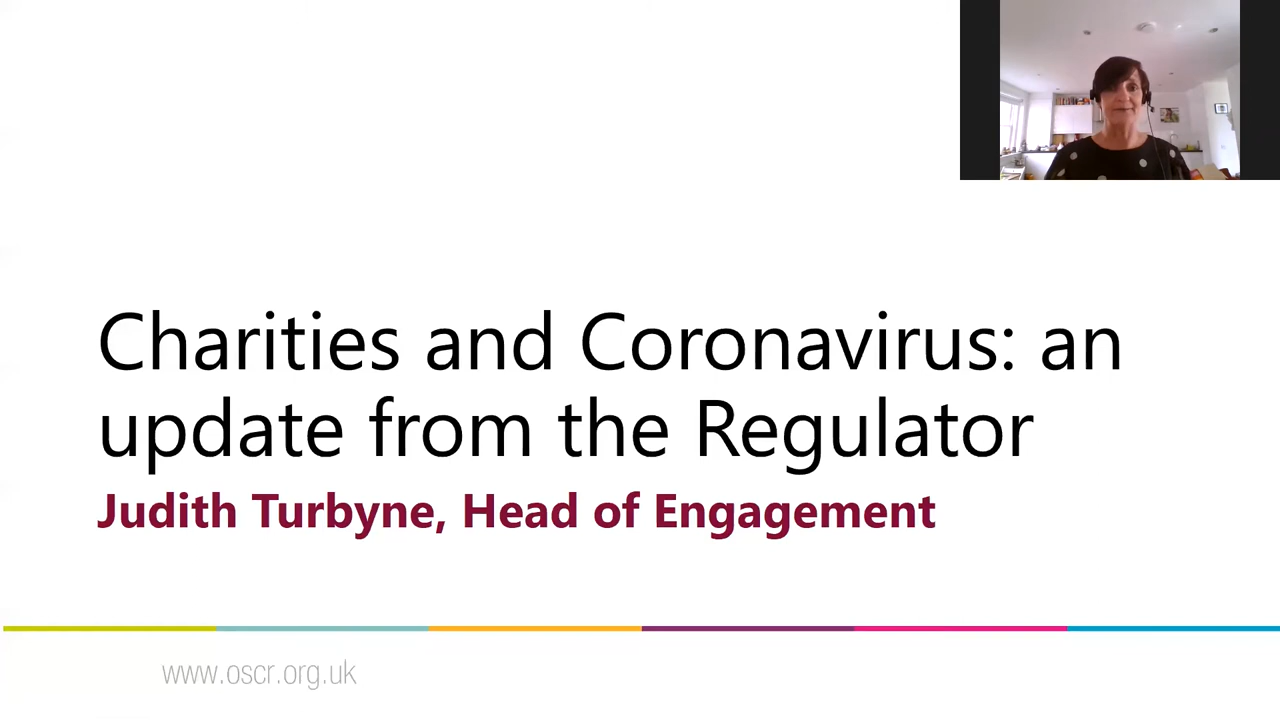 Charities and Coronavirus: an
update from the Regulator
Judith Turbyne, Head of Engagement
www.oscr.org.uk